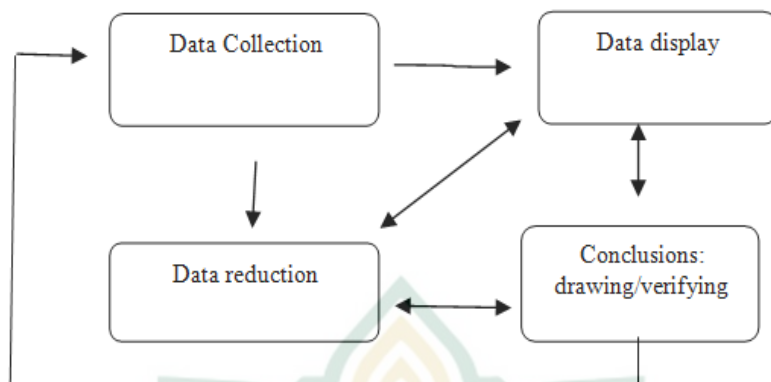 Data Collection
Data display
Data reduction
Conclusions:
drawing/verifying